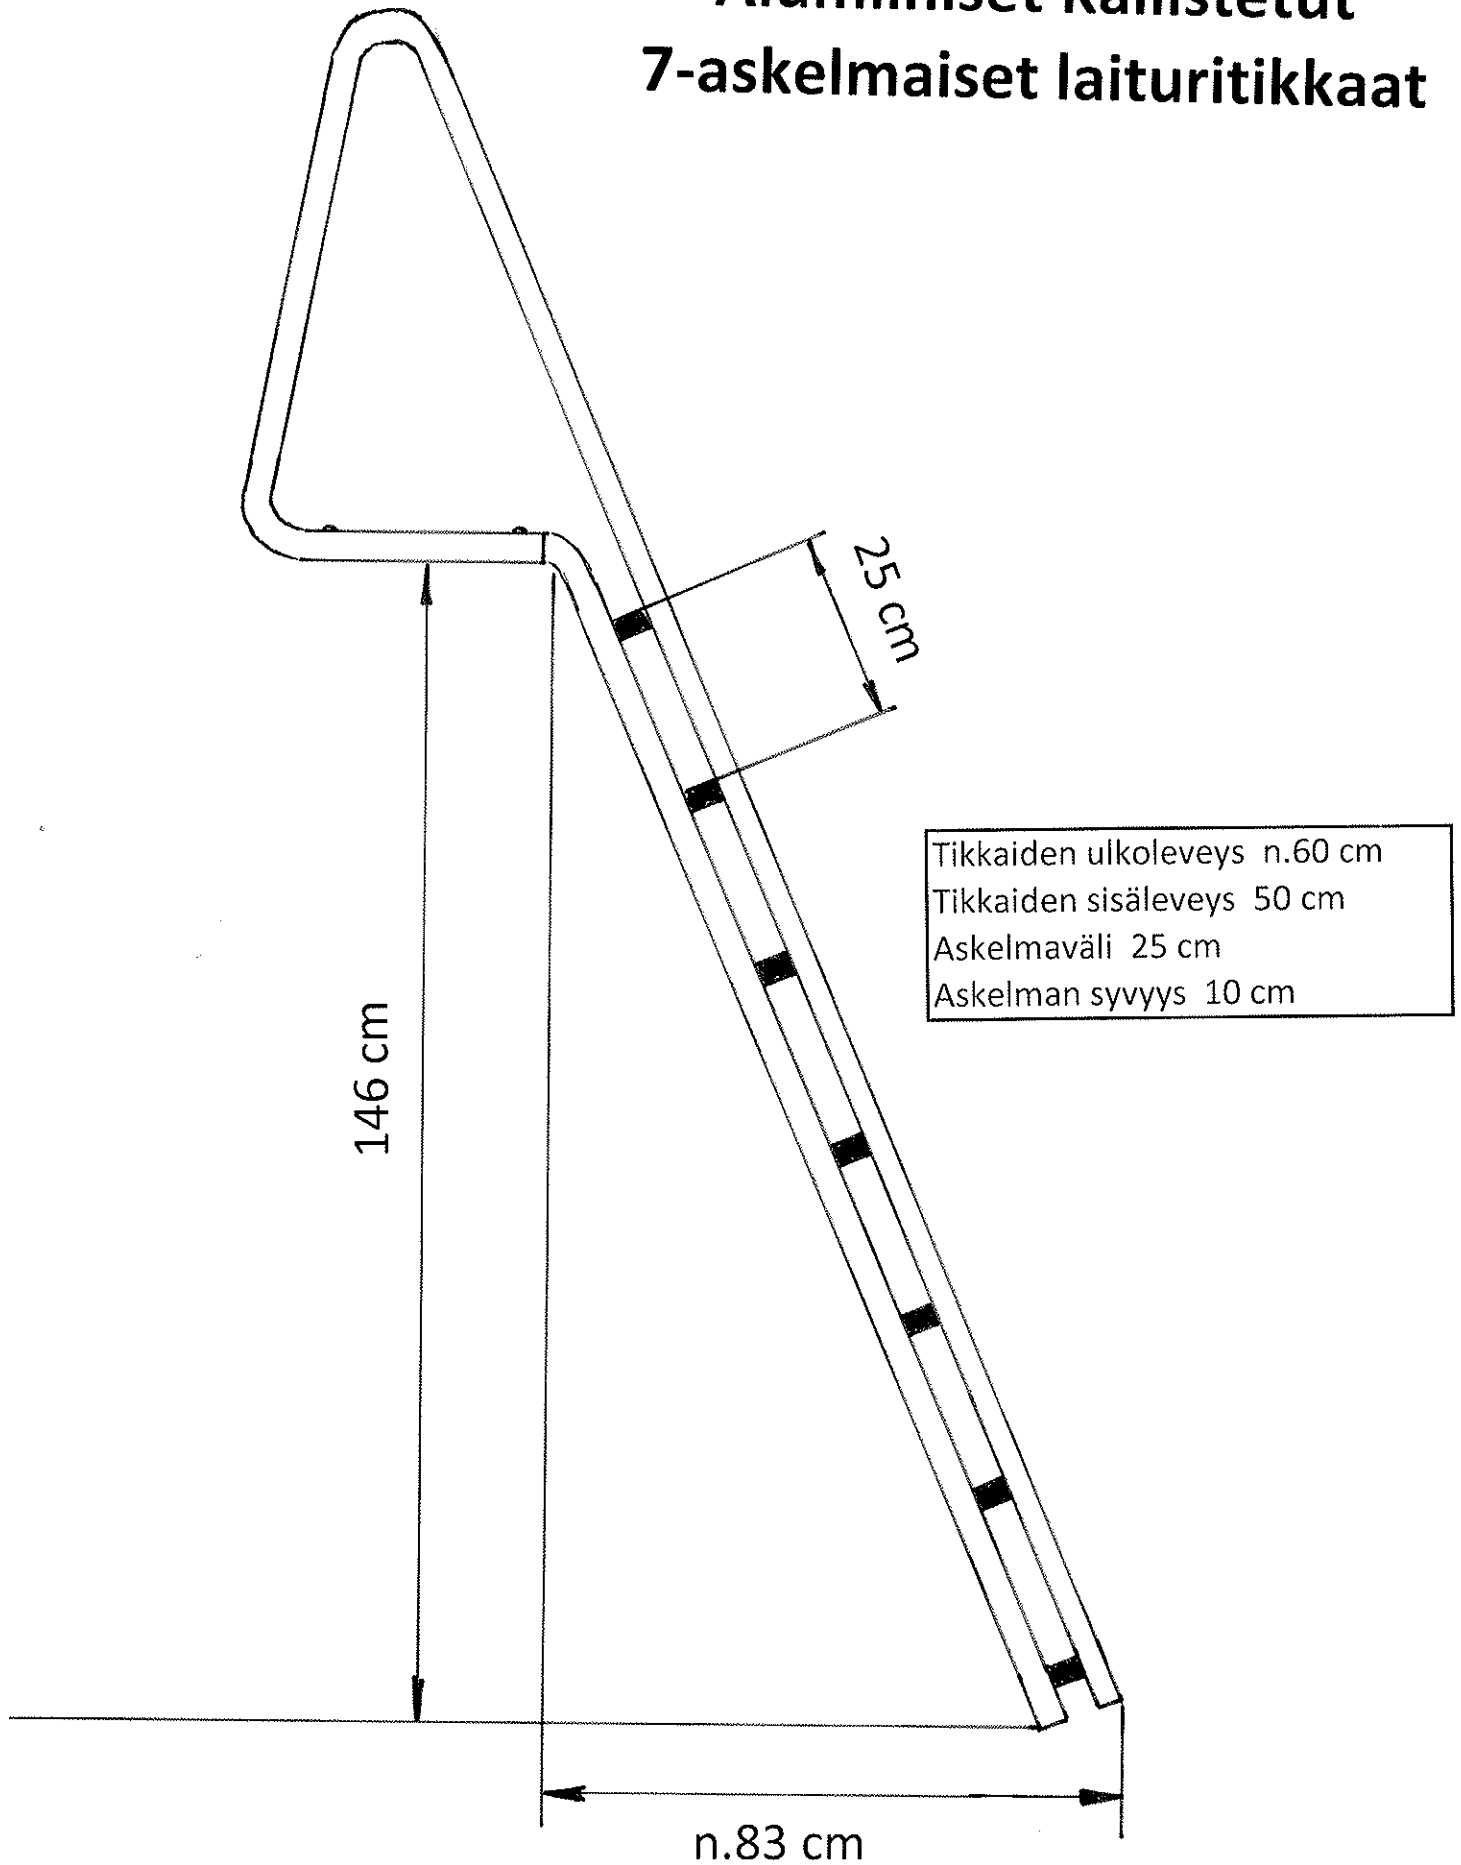 7-askelmaiset laituritikkaat
25 cm
Tikkaiden ulkoleveys n.60 cm
Tikkaiden sisäleveys 50 cm
Askelmaväli 25 cm
Askelman syvyys 10 cm
146 cm
n.83 cm